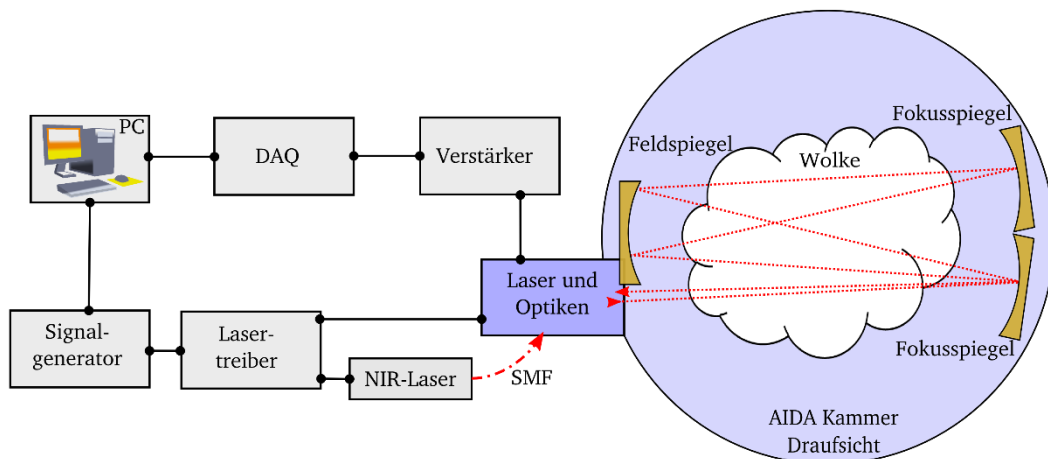 PC
DAQ
Verstärker
Feldspiegel
Wolke
Fokusspiegel
Laser und
Optiken
Signal-
generator
Laser-
treiber
NIR-Laser
SMF
Fokusspiegel
AIDA Kammer
Draufsicht